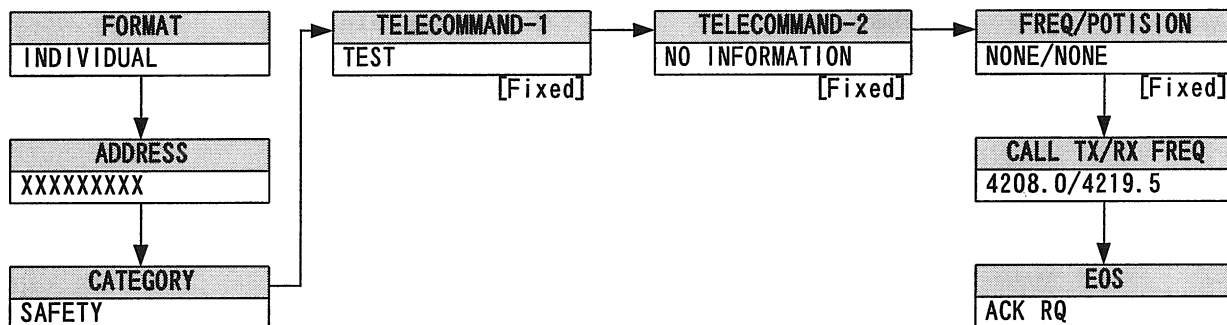 FORMAT
INDIVIDUAL
ADDRESS
XXXXXXXXX
CATEGORY
SAFETY
TELECOMMAND-1
TEST
[Fixed]
TELECOMMAND-2
NO INFORMATION
[Fixed]
FREQ/POTISION
NONE/NONE
[Fixed]
CALL TX/RX FREQ
4208.0/4219.5
EOS
ACK RQ